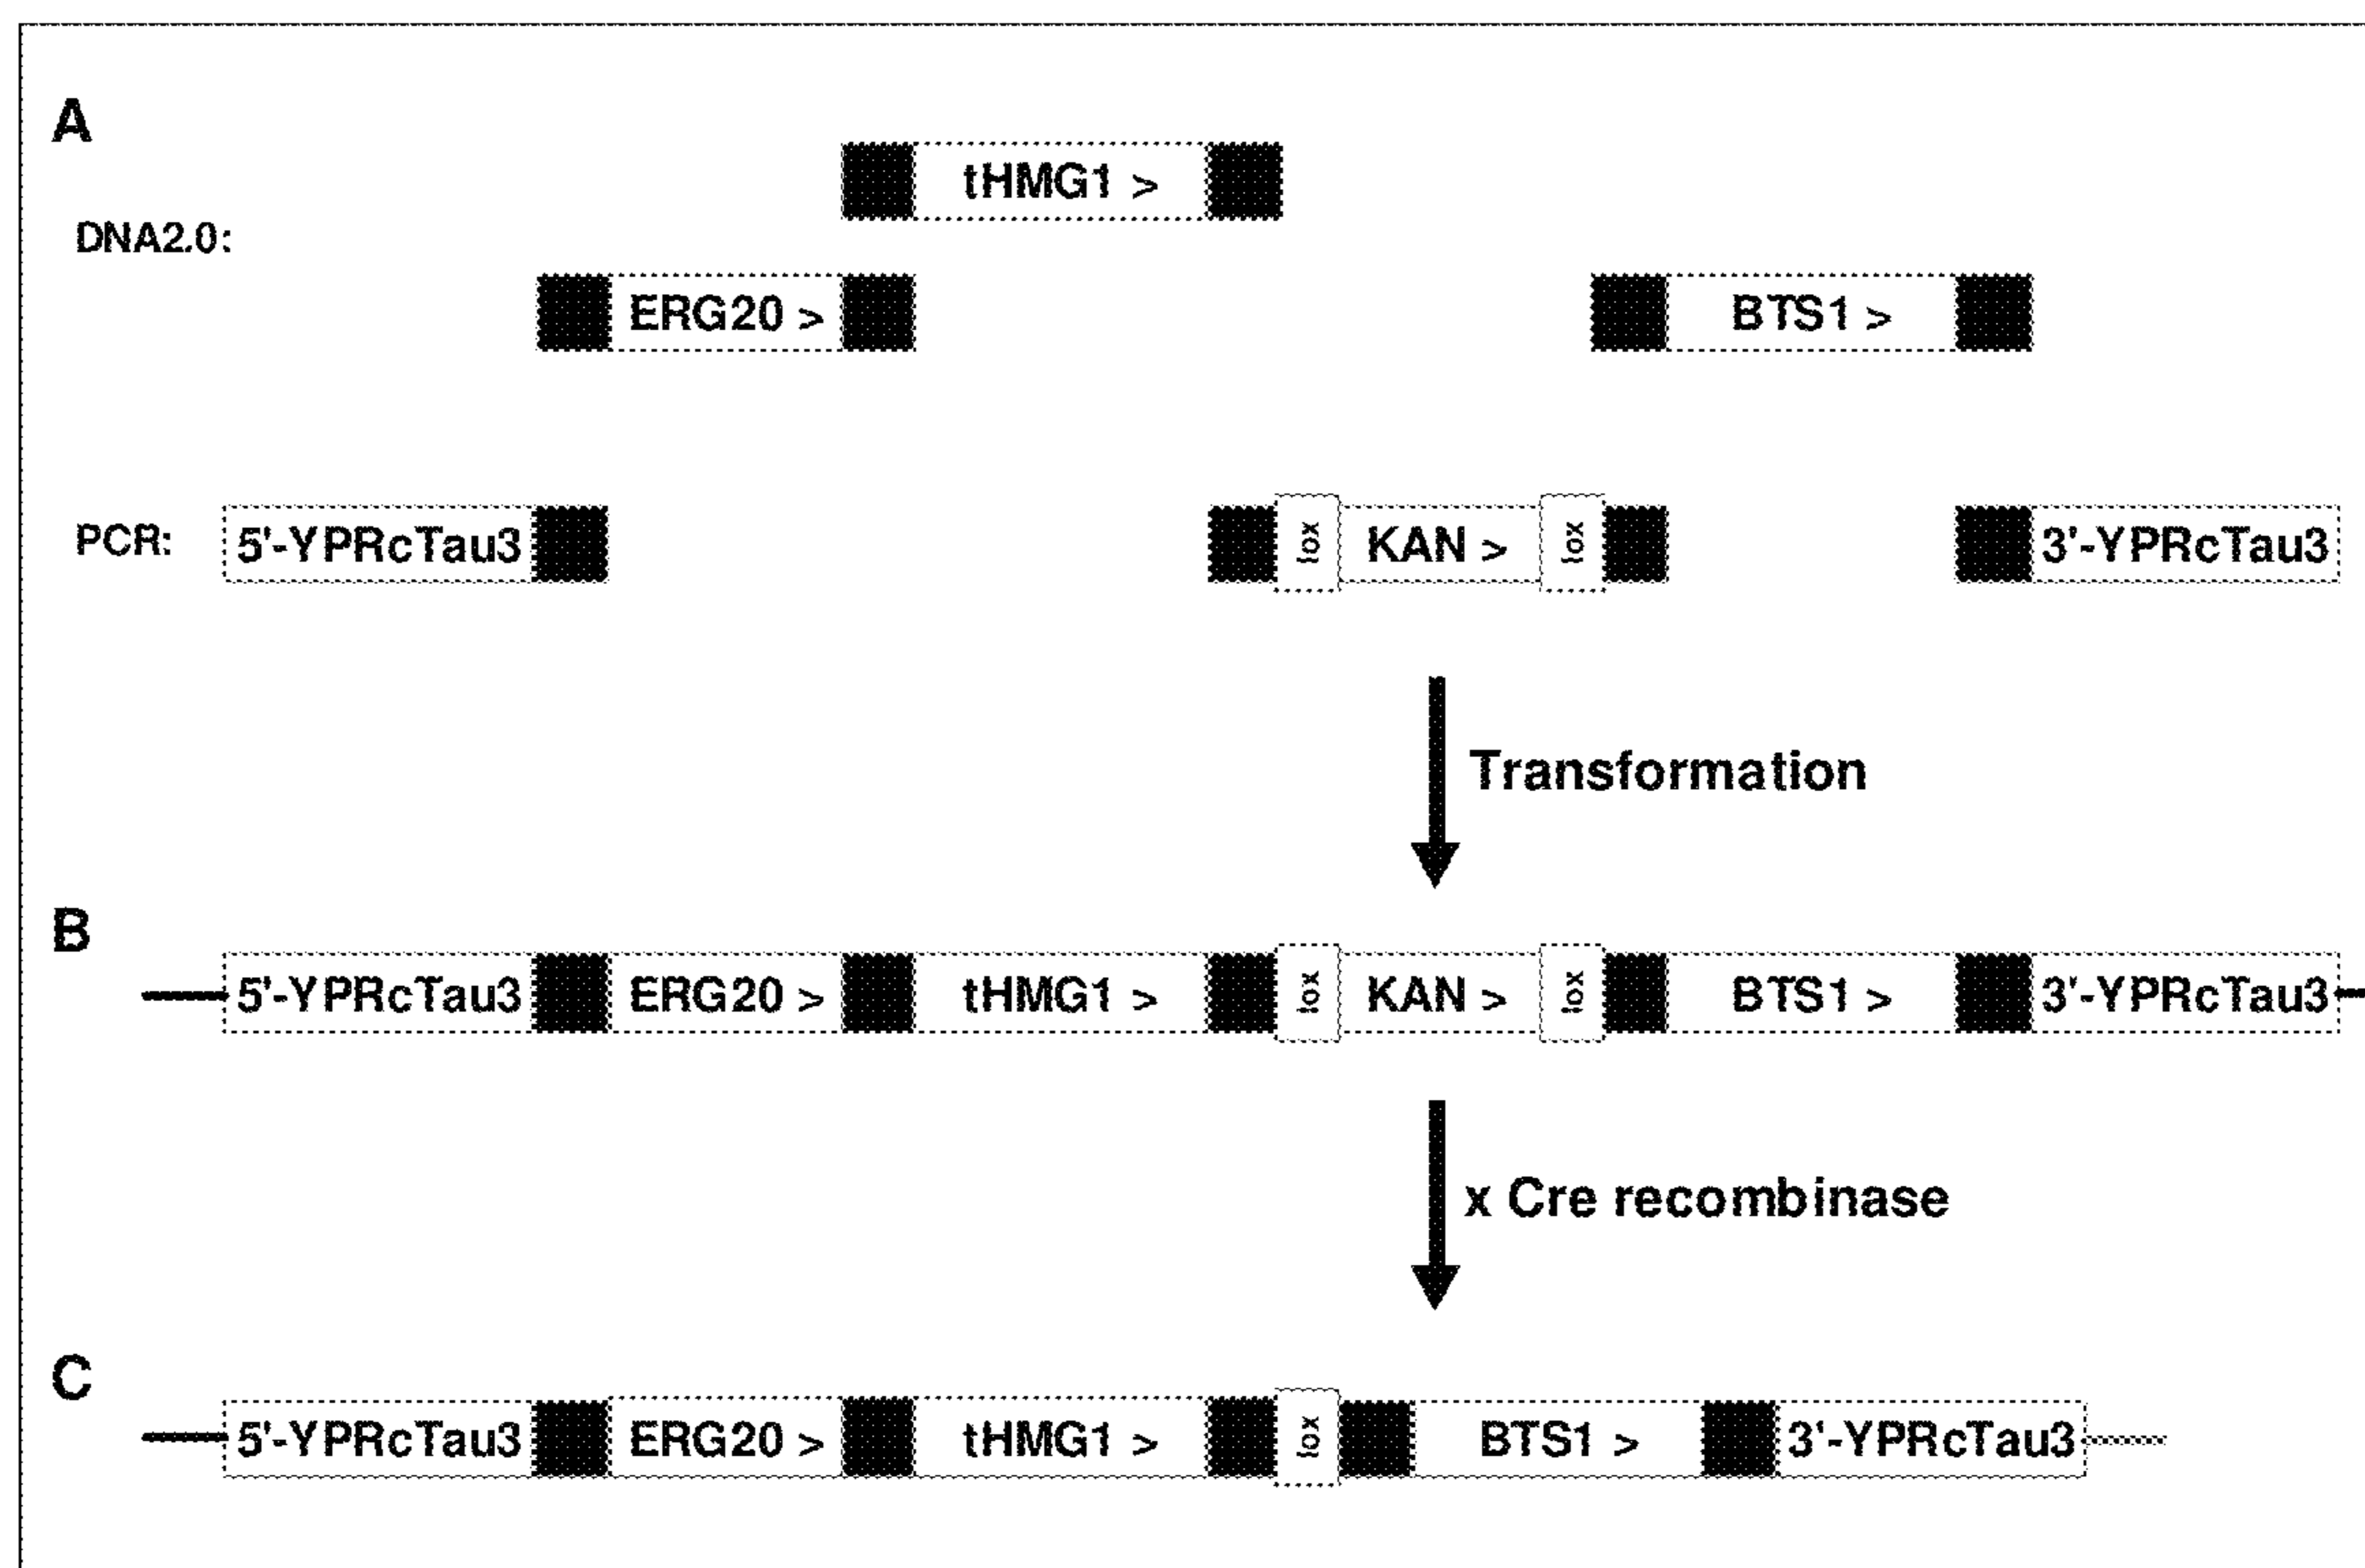 A
tHMG1 >
DNA2.0:
ERG20 > BTS1 >
PCR: 5'-YPRcTau3 lox KAN > lox 3'-YPRcTau3
Transformation
B
5'-YPRcTau3 ERG20 > tHMG1 > lox KAN > lox BTS1 > 3'-YPRcTau3
x Cre recombinase
C
5'-YPRcTau3 ERG20 > tHMG1 > lox BTS1 > 3'-YPRcTau3